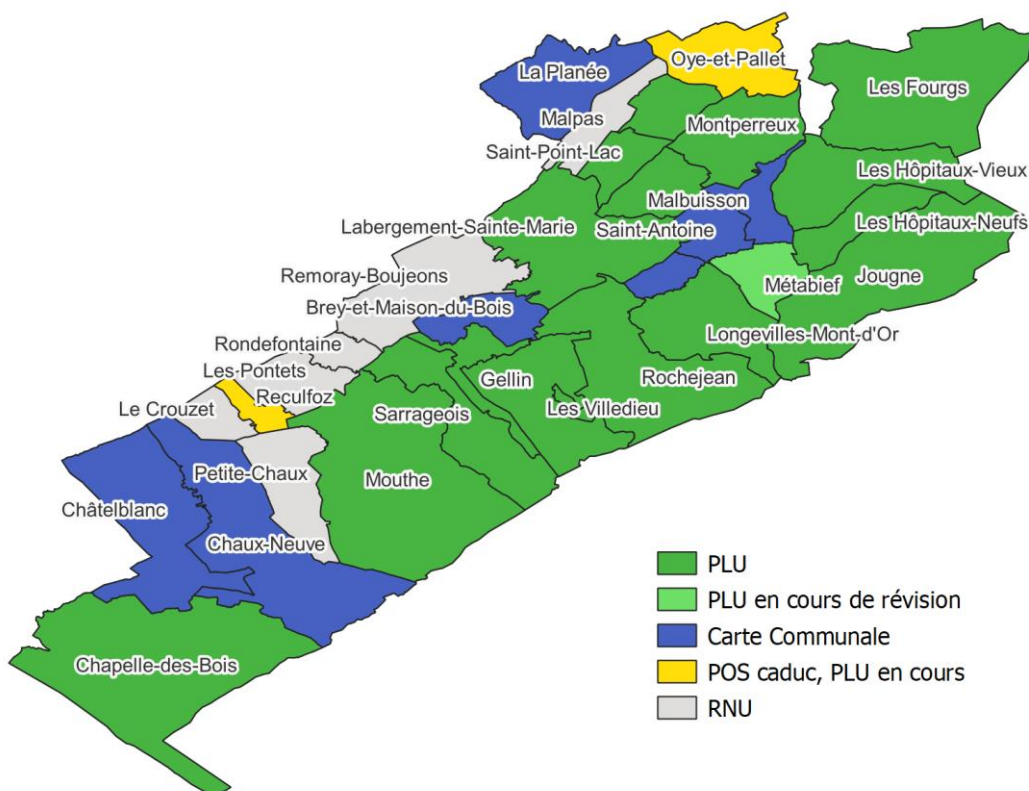 La Planée
Oye-et-Pallet
Les Fourgs
Malpas
Montperreux
Saint-Point-Lac
Les Hôpitaux-Vieux
Malbuisson
Labergement-Sainte-Marie
Saint-Antoine
Les Hôpitaux-Neufs
Remoray-Boujeons
Métabief
Jougne
Brey-et-Maison-du-Bois
Longevilles-Mont-d'Or
Rondefontaine
Les-Pontets
Gellin
Rochejean
Reculfoz
Le Crouzet
Sarrageois
Les Villedieu
Petite-Chaux
Mouthe
Châtelblanc
Chaux-Neuve
Chapelle-des-Bois
PLU
PLU en cours de révision
Carte Communale
POS caduc, PLU en cours
RNU